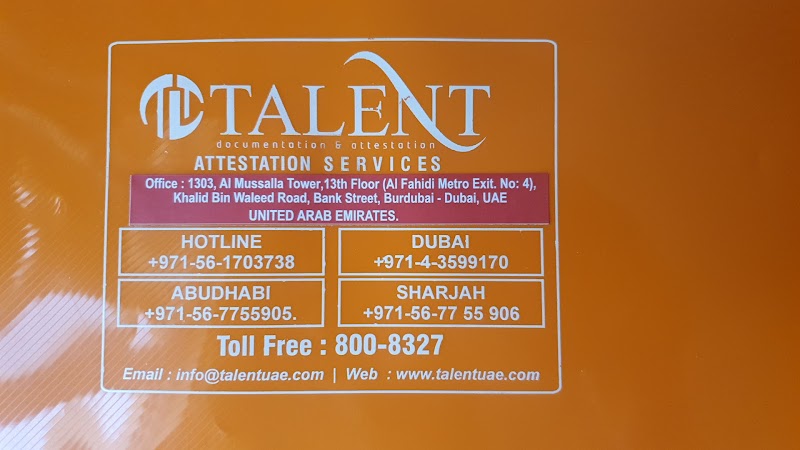 TLT TALENT
documentation & attestation
ATTESTATION SERVICES
Office : 1303, Al Mussalla Tower,13th Floor (Al Fahidi Metro Exit. No: 4),
Khalid Bin Waleed Road, Bank Street, Burdubai - Dubai, UAE
UNITED ARAB EMIRATES.
HOTLINE
+971-56-1703738
DUBAI
+971-4-3599170
ABUDHABI
+971-56-7755905.
SHARJAH
+971-56-77 55 906
Toll Free : 800-8327
Email : info@talentuae.com | Web : www.talentuae.com